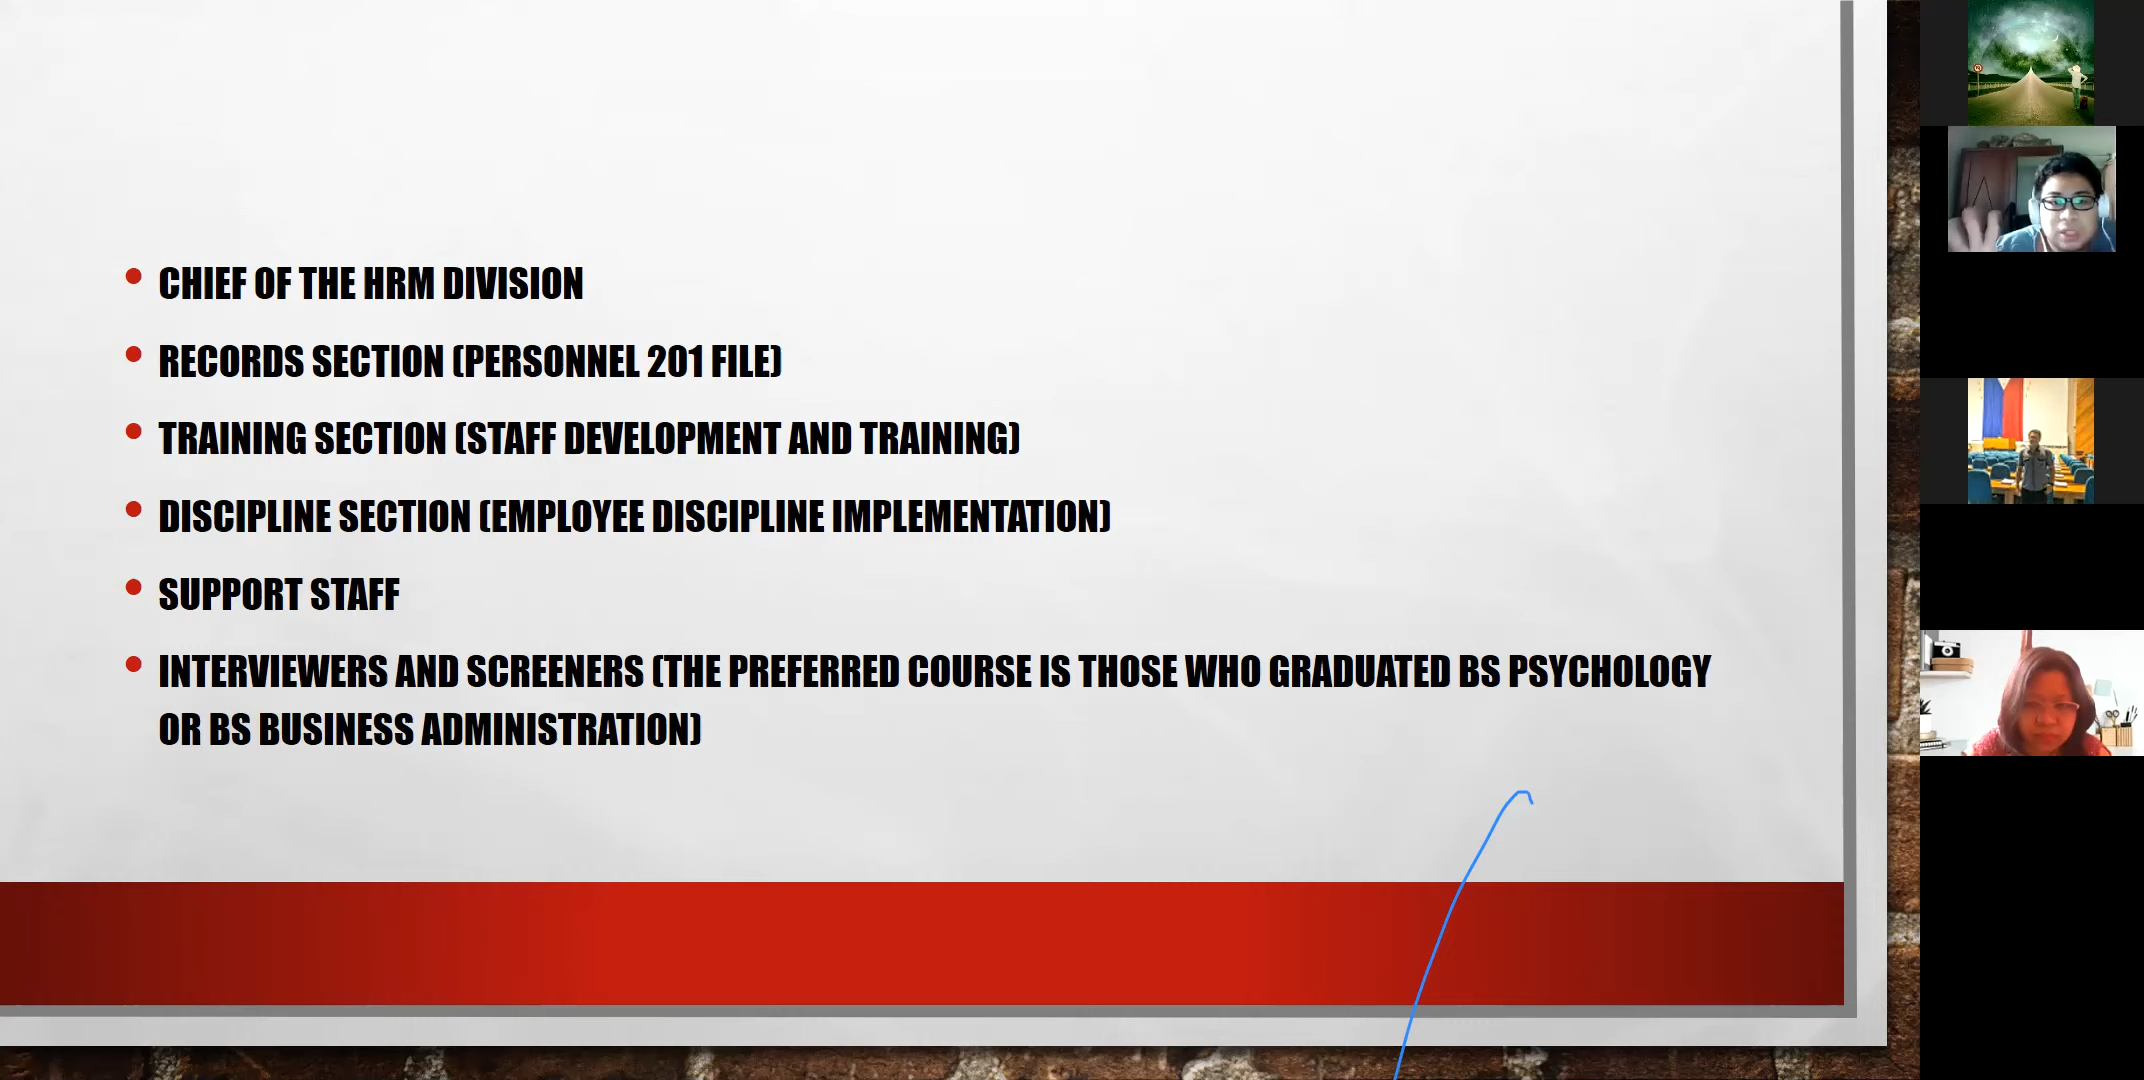 CHIEF OF THE HRM DIVISION
RECORDS SECTION (PERSONNEL 201 FILE)
TRAINING SECTION (STAFF DEVELOPMENT AND TRAINING)
DISCIPLINE SECTION (EMPLOYEE DISCIPLINE IMPLEMENTATION)
SUPPORT STAFF
INTERVIEWERS AND SCREENERS (THE PREFERRED COURSE IS THOSE WHO GRADUATED BS PSYCHOLOGY
OR BS BUSINESS ADMINISTRATION)